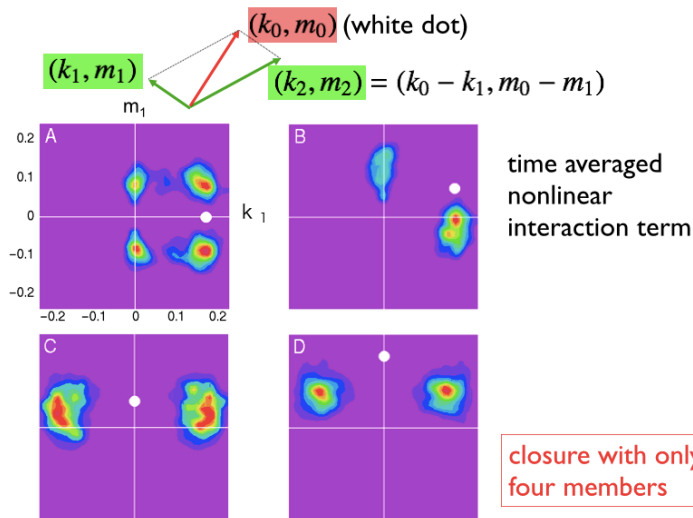 (k₀, m₀) (white dot)
(k₁, m₁)
(k₂, m₂) = (k₀ − k₁, m₀ − m₁)
m₁
A
0.2
0.1
0
−0.1
−0.2
−0.2 −0.1 0 0.1 0.2
k₁
B
time averaged
nonlinear
interaction term
C
D
closure with only
four members